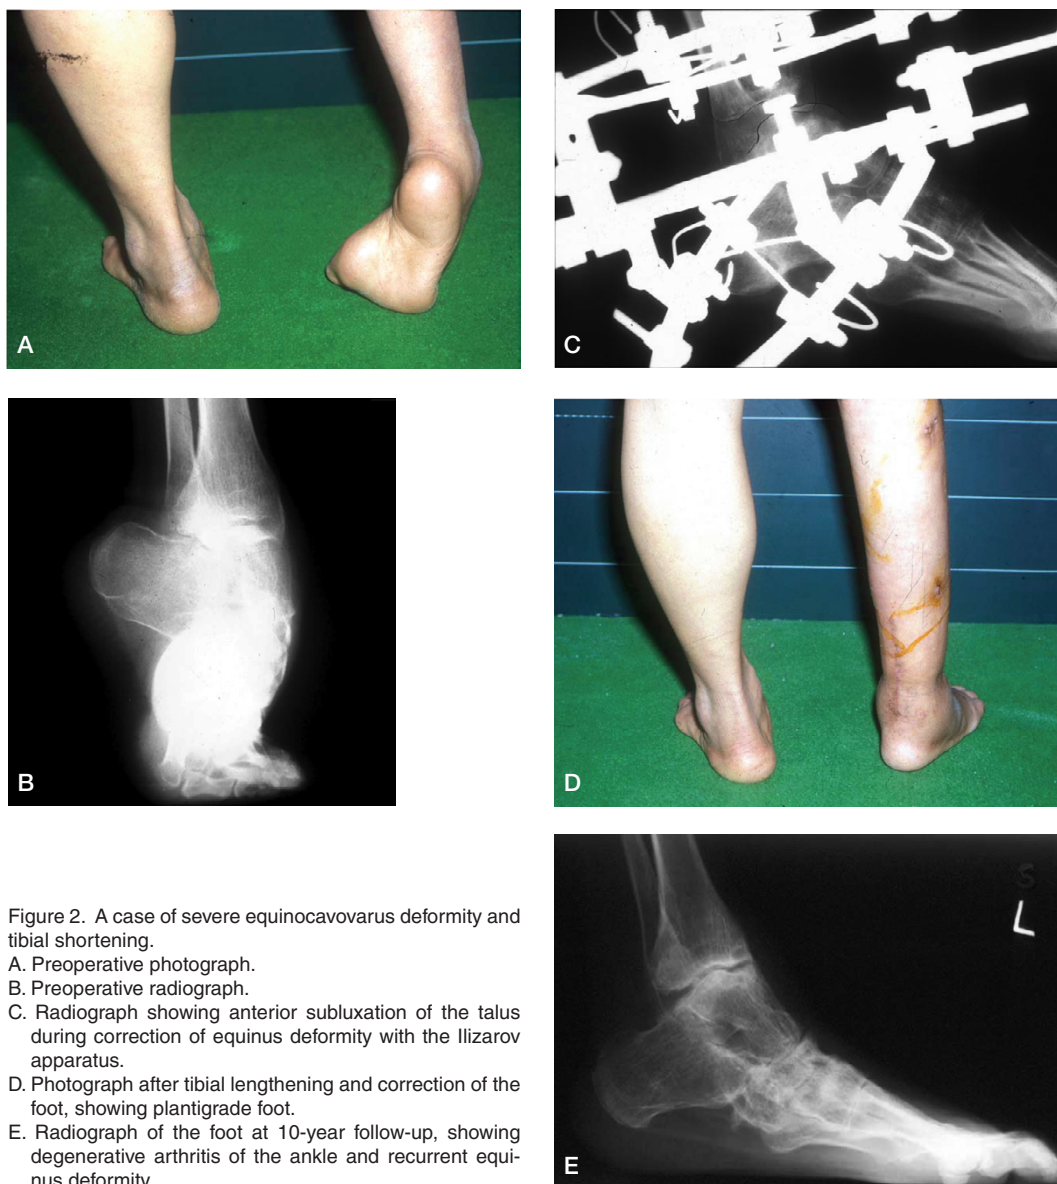 A
C
B
D
S
L
E
Figure 2. A case of severe equinocavovarus deformity and
tibial shortening.
A. Preoperative photograph.
B. Preoperative radiograph.
C. Radiograph showing anterior subluxation of the talus
during correction of equinus deformity with the Ilizarov
apparatus.
D. Photograph after tibial lengthening and correction of the
foot, showing plantigrade foot.
E. Radiograph of the foot at 10-year follow-up, showing
degenerative arthritis of the ankle and recurrent equi-
nus deformity